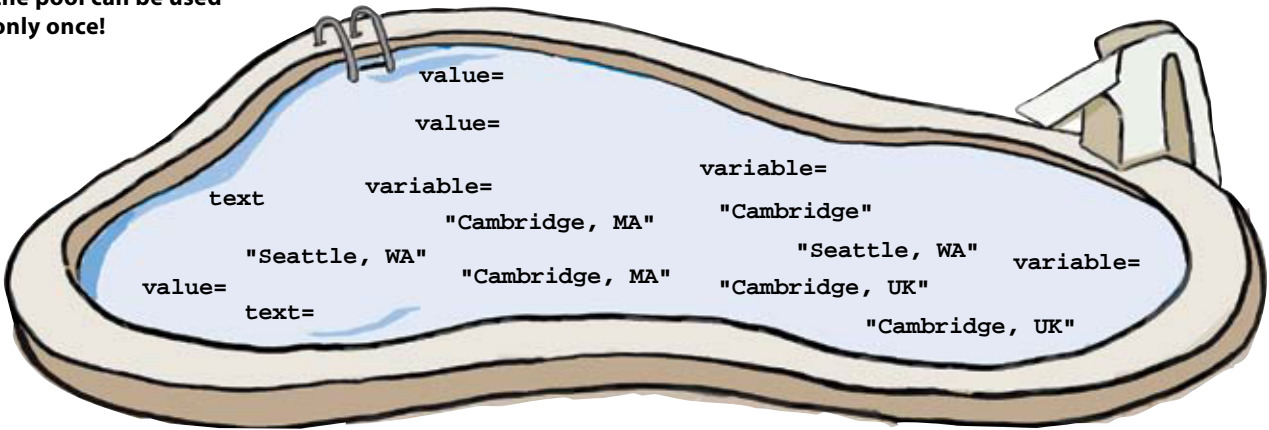 the pool can be used
only once!
value=
value=
variable=
variable=
text
"Cambridge"
"Cambridge, MA"
"Seattle, WA"
"Seattle, WA"
variable=
"Cambridge, MA"
value=
"Cambridge, UK"
text=
"Cambridge, UK"